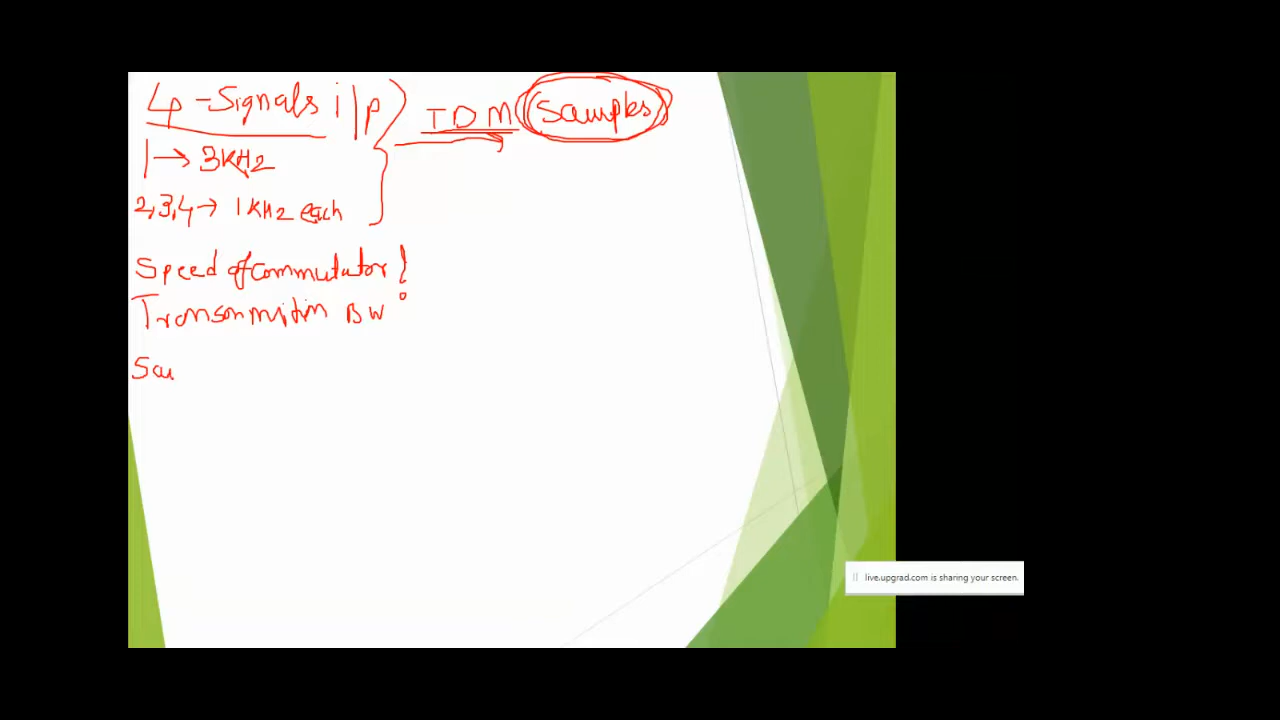 4 - Signals i/p } TDM (Samples)
1 → 3KHz
2,3,4 → 1KHz each
Speed of commutator ?
Transmmission BW ?
Sa
live.upgrad.com is sharing your screen.